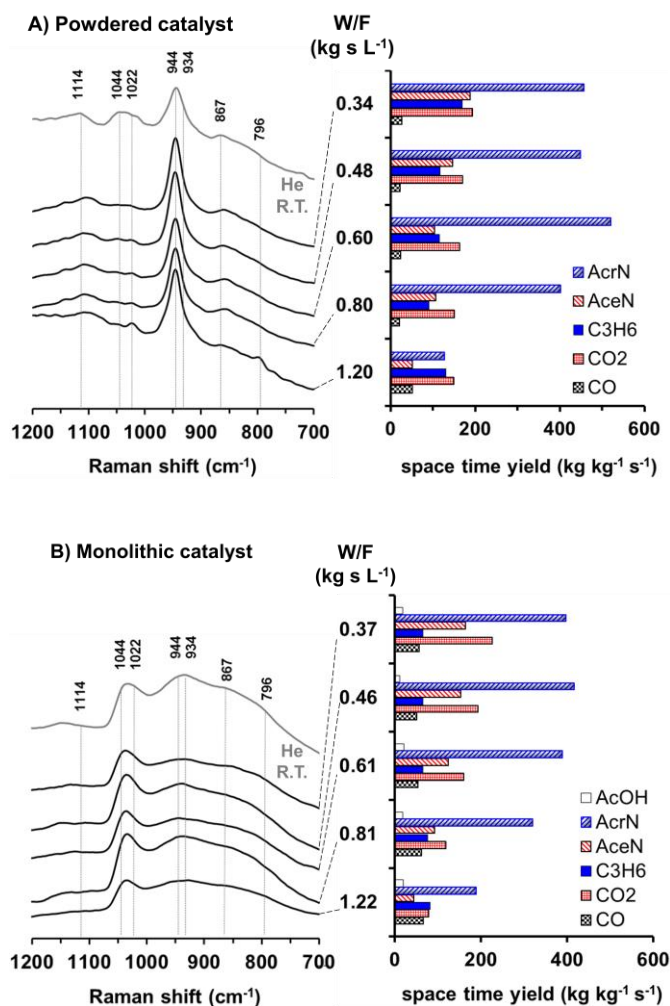 A) Powdered catalyst
W/F
(kg s L⁻¹)
1114
1044
1022
944
934
867
796
He
R.T.
0.34
0.48
0.60
0.80
1.20
AcrN
AceN
C3H6
CO2
CO
1200 1100 1000 900 800 700
Raman shift (cm⁻¹)
0 200 400 600
space time yield (kg kg⁻¹ s⁻¹)
B) Monolithic catalyst
W/F
(kg s L⁻¹)
1114
1044
1022
944
934
867
796
He
R.T.
0.37
0.46
0.61
0.81
1.22
AcOH
AcrN
AceN
C3H6
CO2
CO
1200 1100 1000 900 800 700
Raman shift (cm⁻¹)
0 200 400 600
space time yield (kg kg⁻¹ s⁻¹)